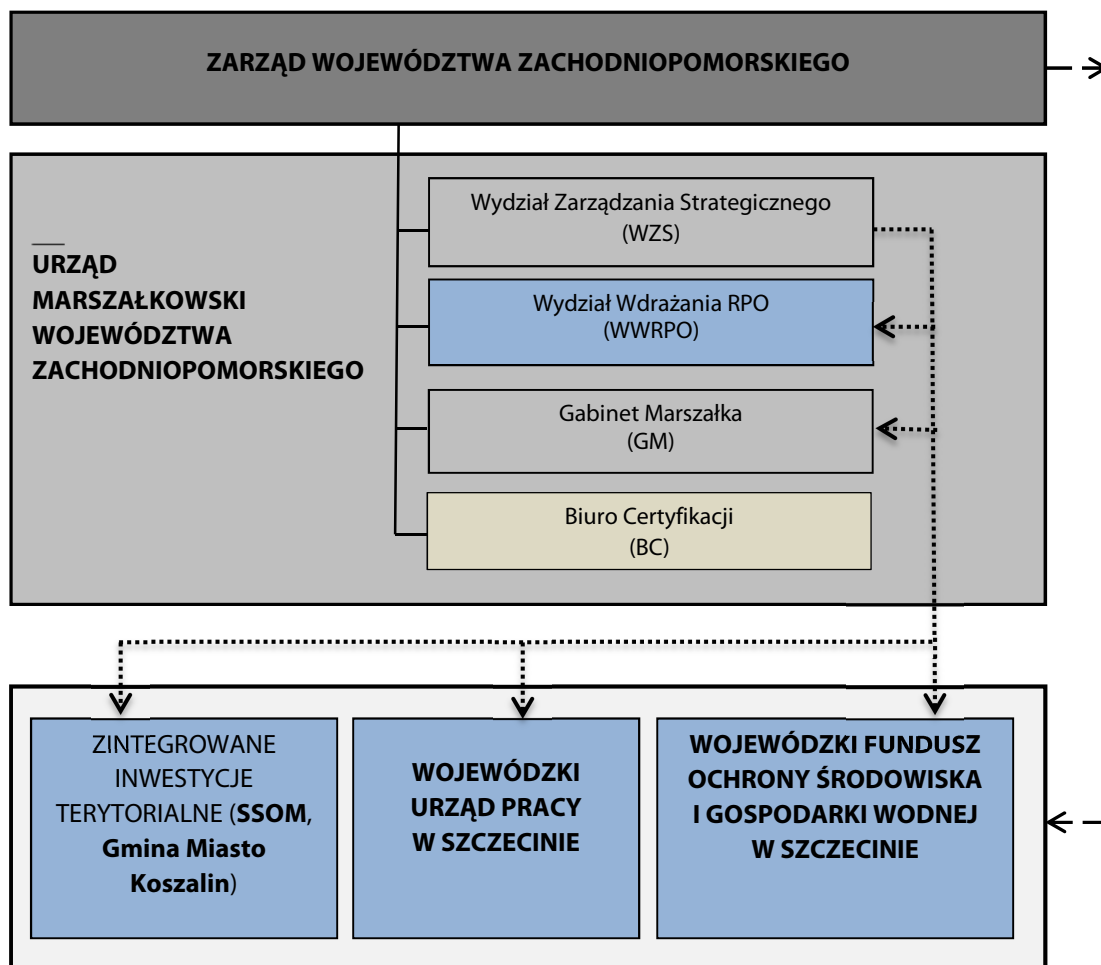 ZARZĄD WOJEWÓDZTWA ZACHODNIOPOMORSKIEGO
URZĄD
MARSZAŁKOWSKI
WOJEWÓDZTWA
ZACHODNIOPOMORSKIEGO
Wydział Zarządzania Strategicznego
(WZS)
Wydział Wdrażania RPO
(WWRPO)
Gabinet Marszałka
(GM)
Biuro Certyfikacji
(BC)
ZINTEGROWANE
INWESTYCJE
TERYTORIALNE (SSOM,
Gmina Miasto
Koszalin)
WOJEWÓDZKI
URZĄD PRACY
W SZCZECINIE
WOJEWÓDZKI FUNDUSZ
OCHRONY ŚRODOWISKA
I GOSPODARKI WODNEJ
W SZCZECINIE